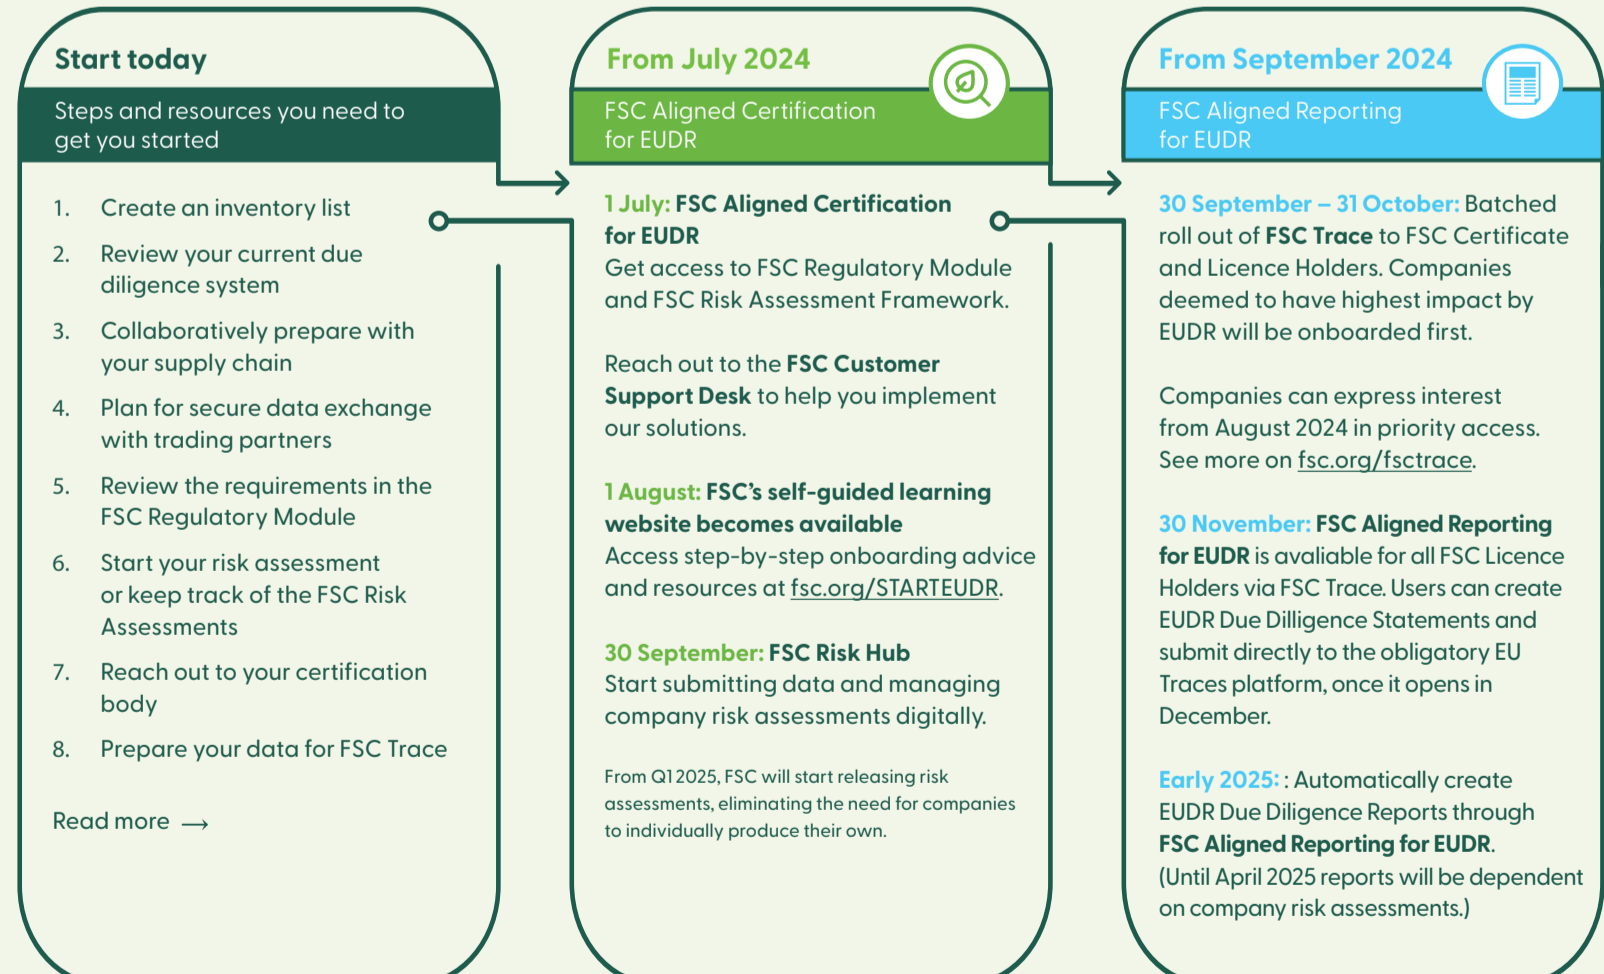 Start today
Steps and resources you need to
get you started
1. Create an inventory list
2. Review your current due
diligence system
3. Collaboratively prepare with
your supply chain
4. Plan for secure data exchange
with trading partners
5. Review the requirements in the
FSC Regulatory Module
6. Start your risk assessment
or keep track of the FSC Risk
Assessments
7. Reach out to your certification
body
8. Prepare your data for FSC Trace
Read more →
From July 2024
FSC Aligned Certification
for EUDR
1 July: FSC Aligned Certification
for EUDR
Get access to FSC Regulatory Module
and FSC Risk Assessment Framework.
Reach out to the FSC Customer
Support Desk to help you implement
our solutions.
1 August: FSC’s self-guided learning
website becomes available
Access step-by-step onboarding advice
and resources at fsc.org/STARTEUDR.
30 September: FSC Risk Hub
Start submitting data and managing
company risk assessments digitally.
From Q1 2025, FSC will start releasing risk
assessments, eliminating the need for companies
to individually produce their own.
From September 2024
FSC Aligned Reporting
for EUDR
30 September – 31 October: Batched
roll out of FSC Trace to FSC Certificate
and Licence Holders. Companies
deemed to have highest impact by
EUDR will be onboarded first.
Companies can express interest
from August 2024 in priority access.
See more on fsc.org/fsctrace.
30 November: FSC Aligned Reporting
for EUDR is avaliable for all FSC Licence
Holders via FSC Trace. Users can create
EUDR Due Dilligence Statements and
submit directly to the obligatory EU
Traces platform, once it opens in
December.
Early 2025: : Automatically create
EUDR Due Diligence Reports through
FSC Aligned Reporting for EUDR.
(Until April 2025 reports will be dependent
on company risk assessments.)